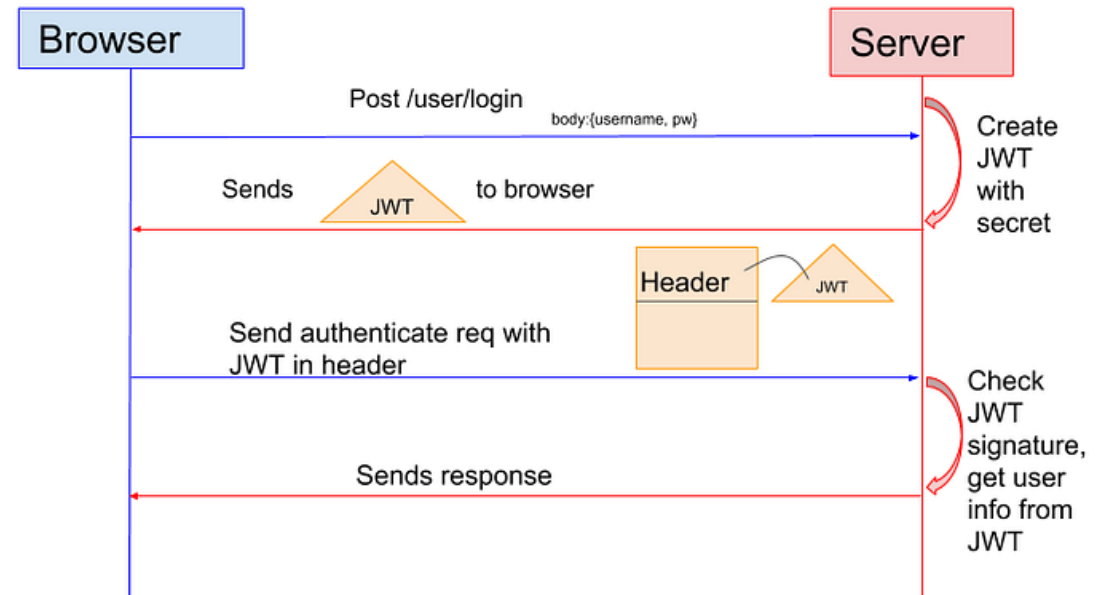 Browser
Server
Post /user/login
body:{username, pw}
Create
JWT
with
secret
Sends
JWT
to browser
Header
JWT
Send authenticate req with
JWT in header
Check
JWT
signature,
get user
info from
JWT
Sends response